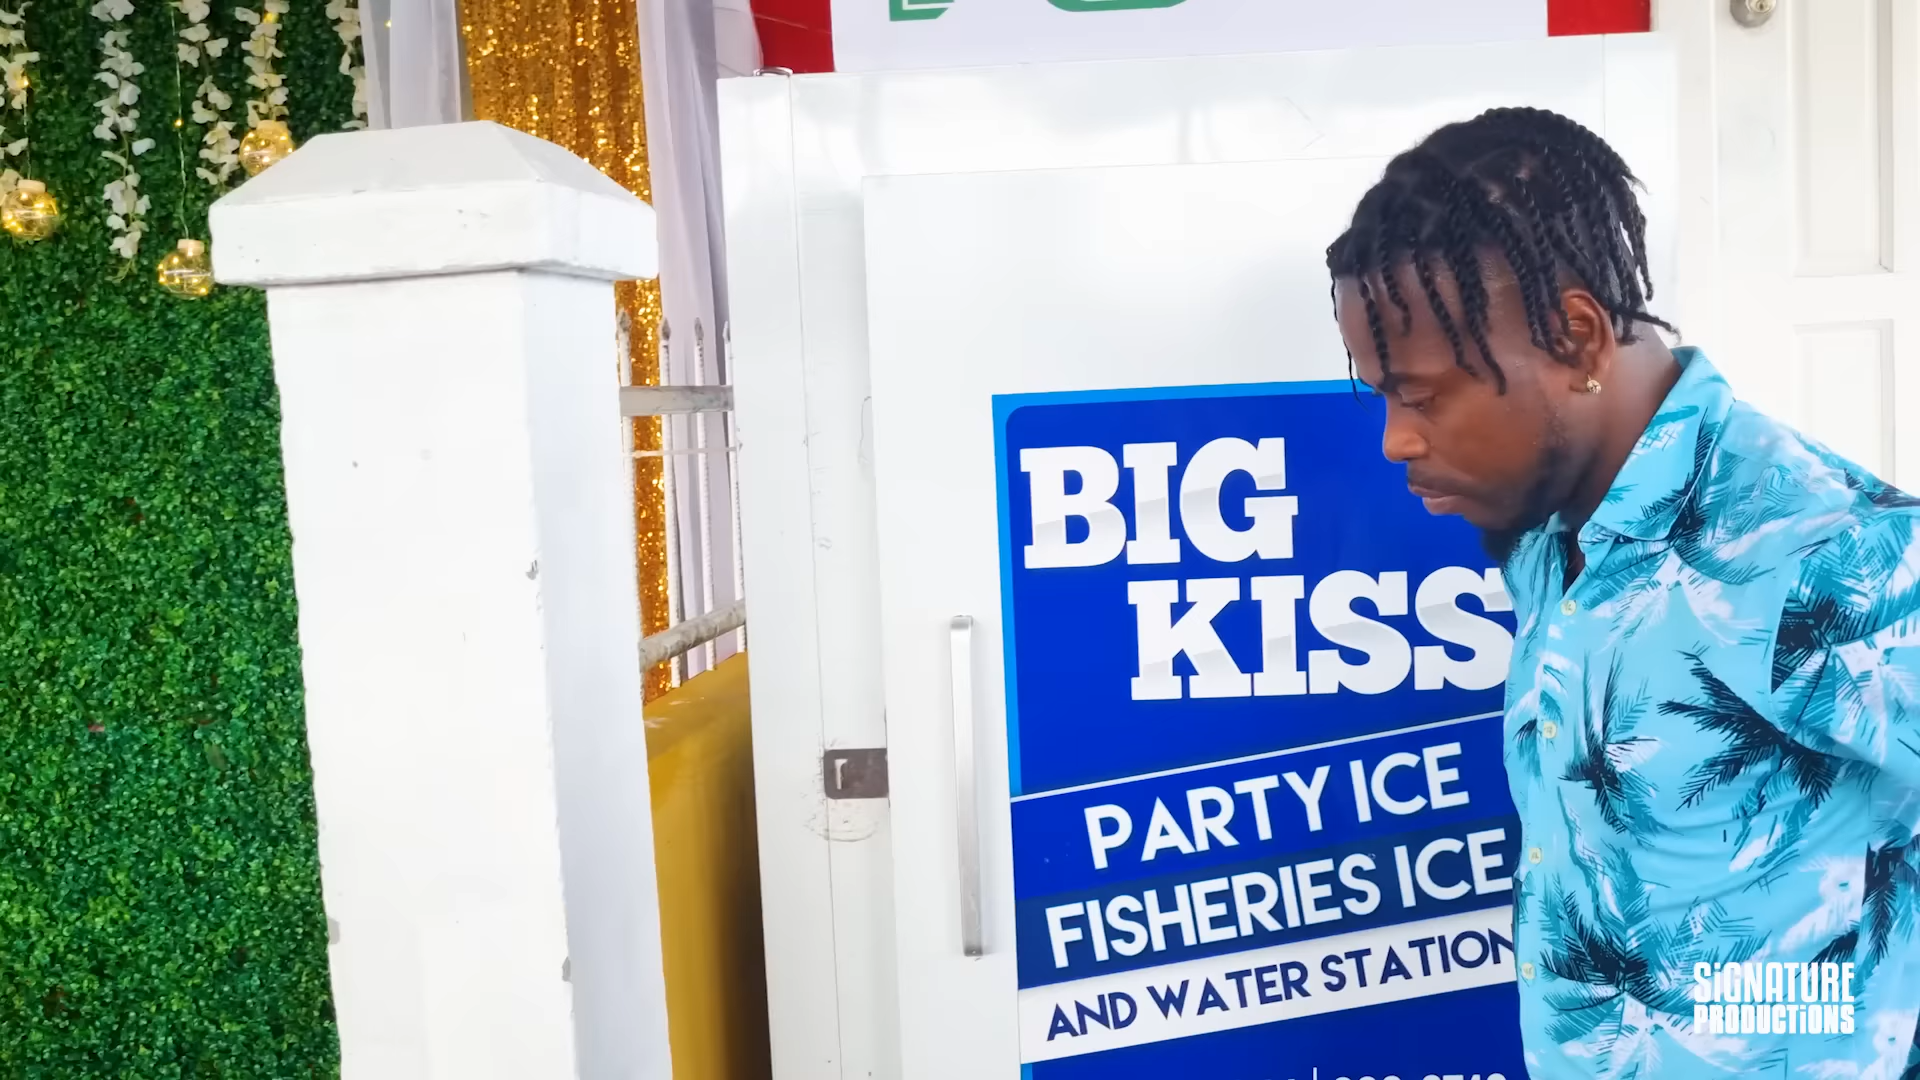 BIG
KISS
PARTY ICE
FISHERIES ICE
AND WATER STATION
SiGNATURE
PRODUCTiONS